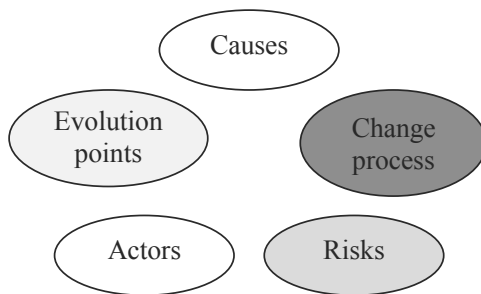 Causes
Evolution
points
Change
process
Actors
Risks